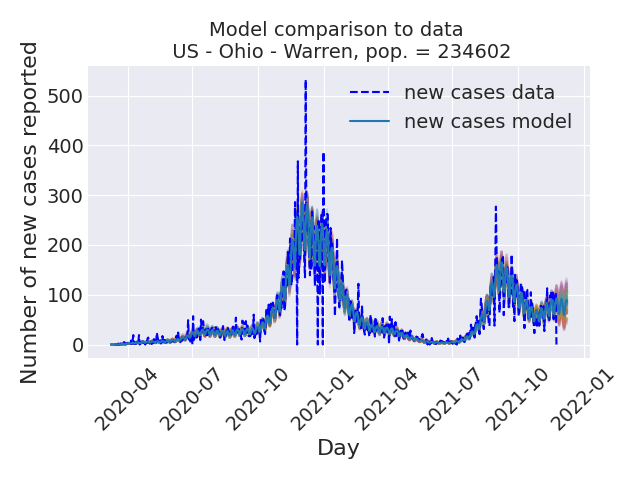 Model comparison to data
US - Ohio - Warren, pop. = 234602
Number of new cases reported
500
400
300
200
100
0
new cases data
new cases model
2020-04
2020-07
2020-10
2021-01
2021-04
2021-07
2021-10
2022-01
Day